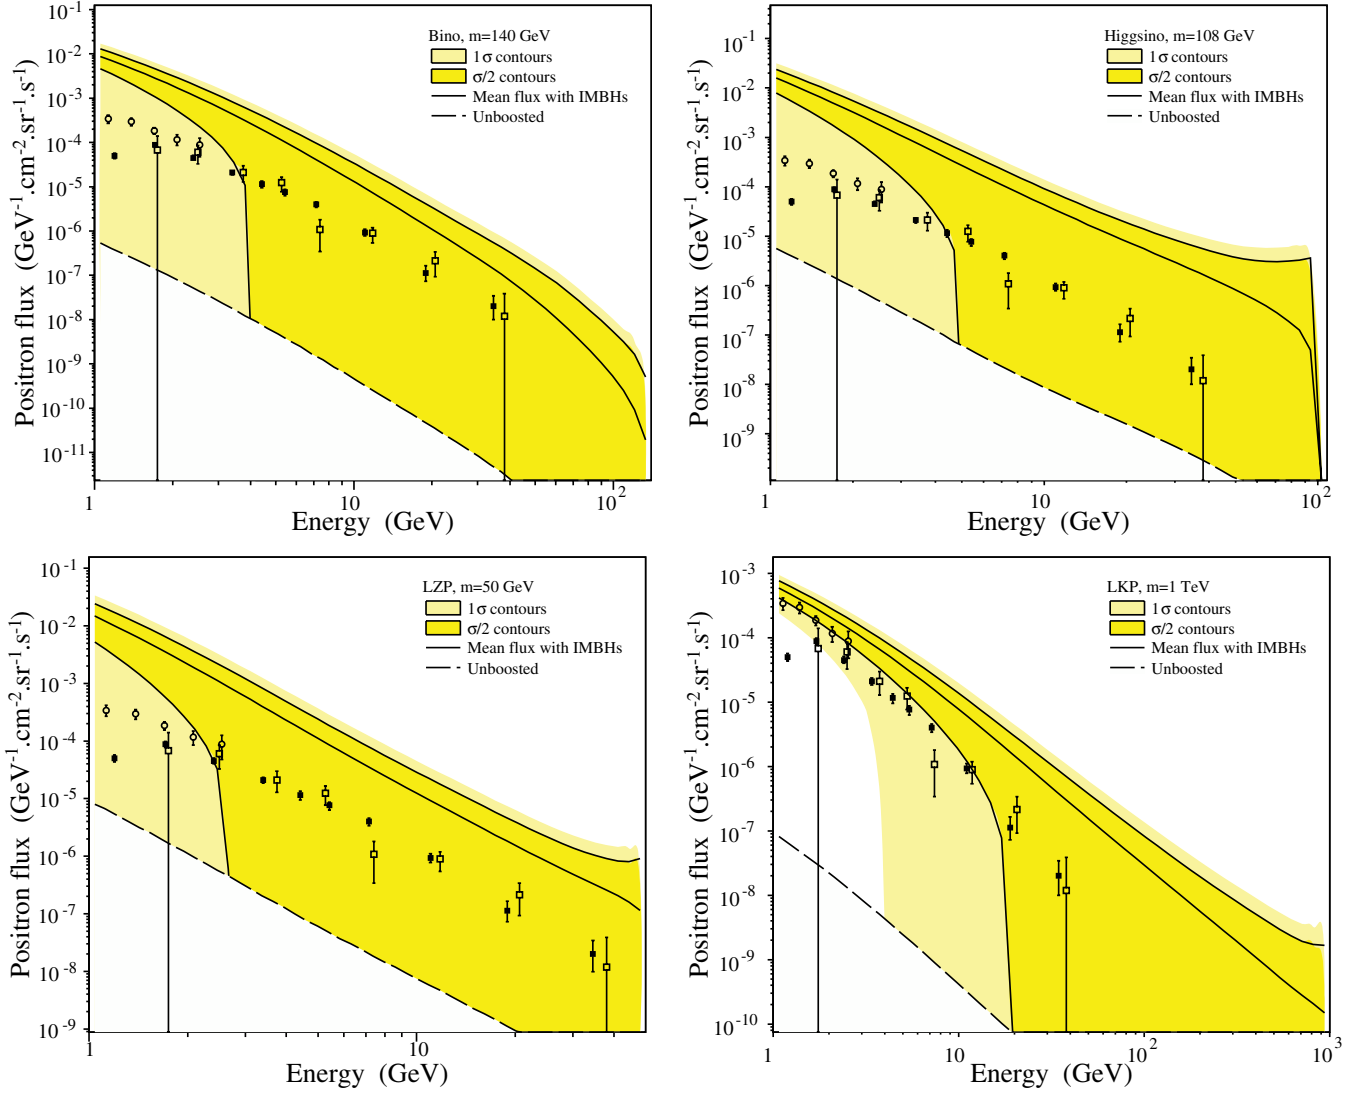 Bino, m=140 GeV
1σ contours
σ/2 contours
Mean flux with IMBHs
Unboosted
Positron flux (GeV⁻¹.cm⁻².sr⁻¹.s⁻¹)
10⁻¹
10⁻²
10⁻³
10⁻⁴
10⁻⁵
10⁻⁶
10⁻⁷
10⁻⁸
10⁻⁹
10⁻¹⁰
10⁻¹¹
1 10 10²
Energy (GeV)
Higgsino, m=108 GeV
1σ contours
σ/2 contours
Mean flux with IMBHs
Unboosted
Positron flux (GeV⁻¹.cm⁻².sr⁻¹.s⁻¹)
10⁻¹
10⁻²
10⁻³
10⁻⁴
10⁻⁵
10⁻⁶
10⁻⁷
10⁻⁸
10⁻⁹
1 10 10²
Energy (GeV)
LZP, m=50 GeV
1σ contours
σ/2 contours
Mean flux with IMBHs
Unboosted
Positron flux (GeV⁻¹.cm⁻².sr⁻¹.s⁻¹)
10⁻¹
10⁻²
10⁻³
10⁻⁴
10⁻⁵
10⁻⁶
10⁻⁷
10⁻⁸
10⁻⁹
1 10
Energy (GeV)
LKP, m=1 TeV
1σ contours
σ/2 contours
Mean flux with IMBHs
Unboosted
Positron flux (GeV⁻¹.cm⁻².sr⁻¹.s⁻¹)
10⁻³
10⁻⁴
10⁻⁵
10⁻⁶
10⁻⁷
10⁻⁸
10⁻⁹
10⁻¹⁰
1 10 10² 10³
Energy (GeV)